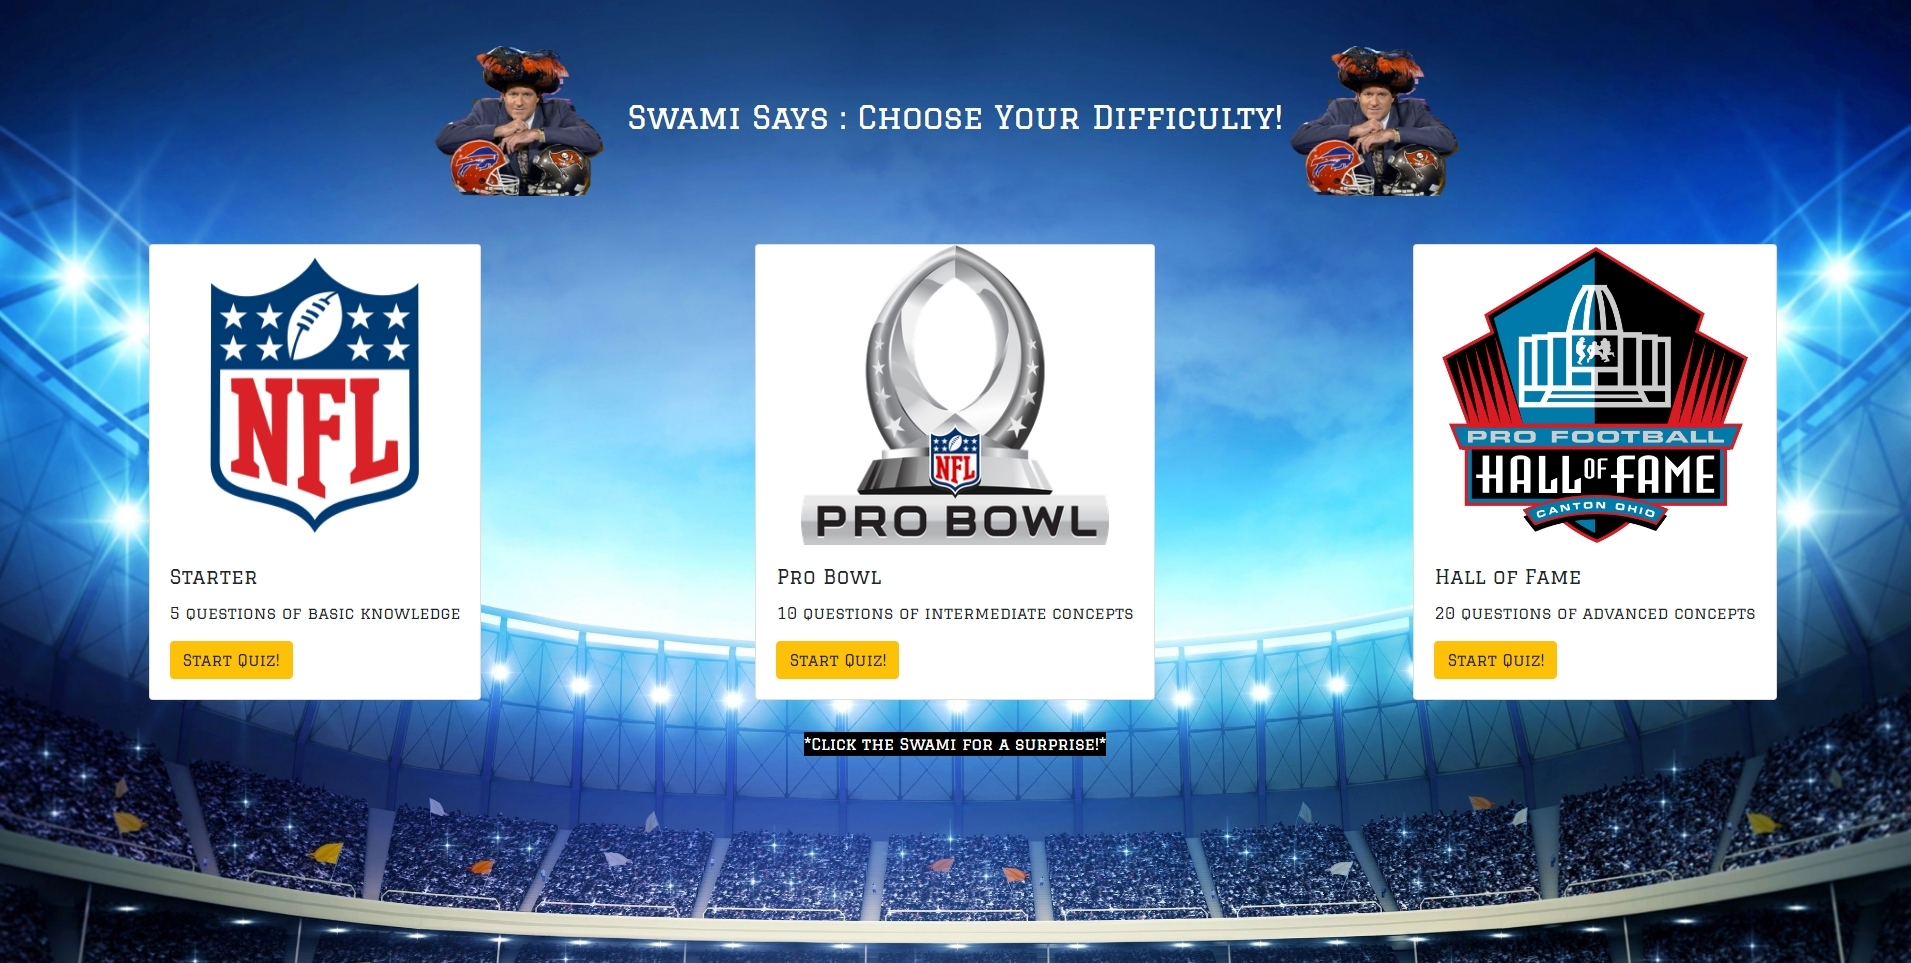 Swami Says : Choose Your Difficulty!
NFL
NFL
PRO BOWL
PRO FOOTBALL
HALL OF FAME
CANTON OHIO
Starter
5 questions of basic knowledge
Start Quiz!
Pro Bowl
10 questions of intermediate concepts
Start Quiz!
Hall of Fame
20 questions of advanced concepts
Start Quiz!
*Click the Swami for a surprise!*